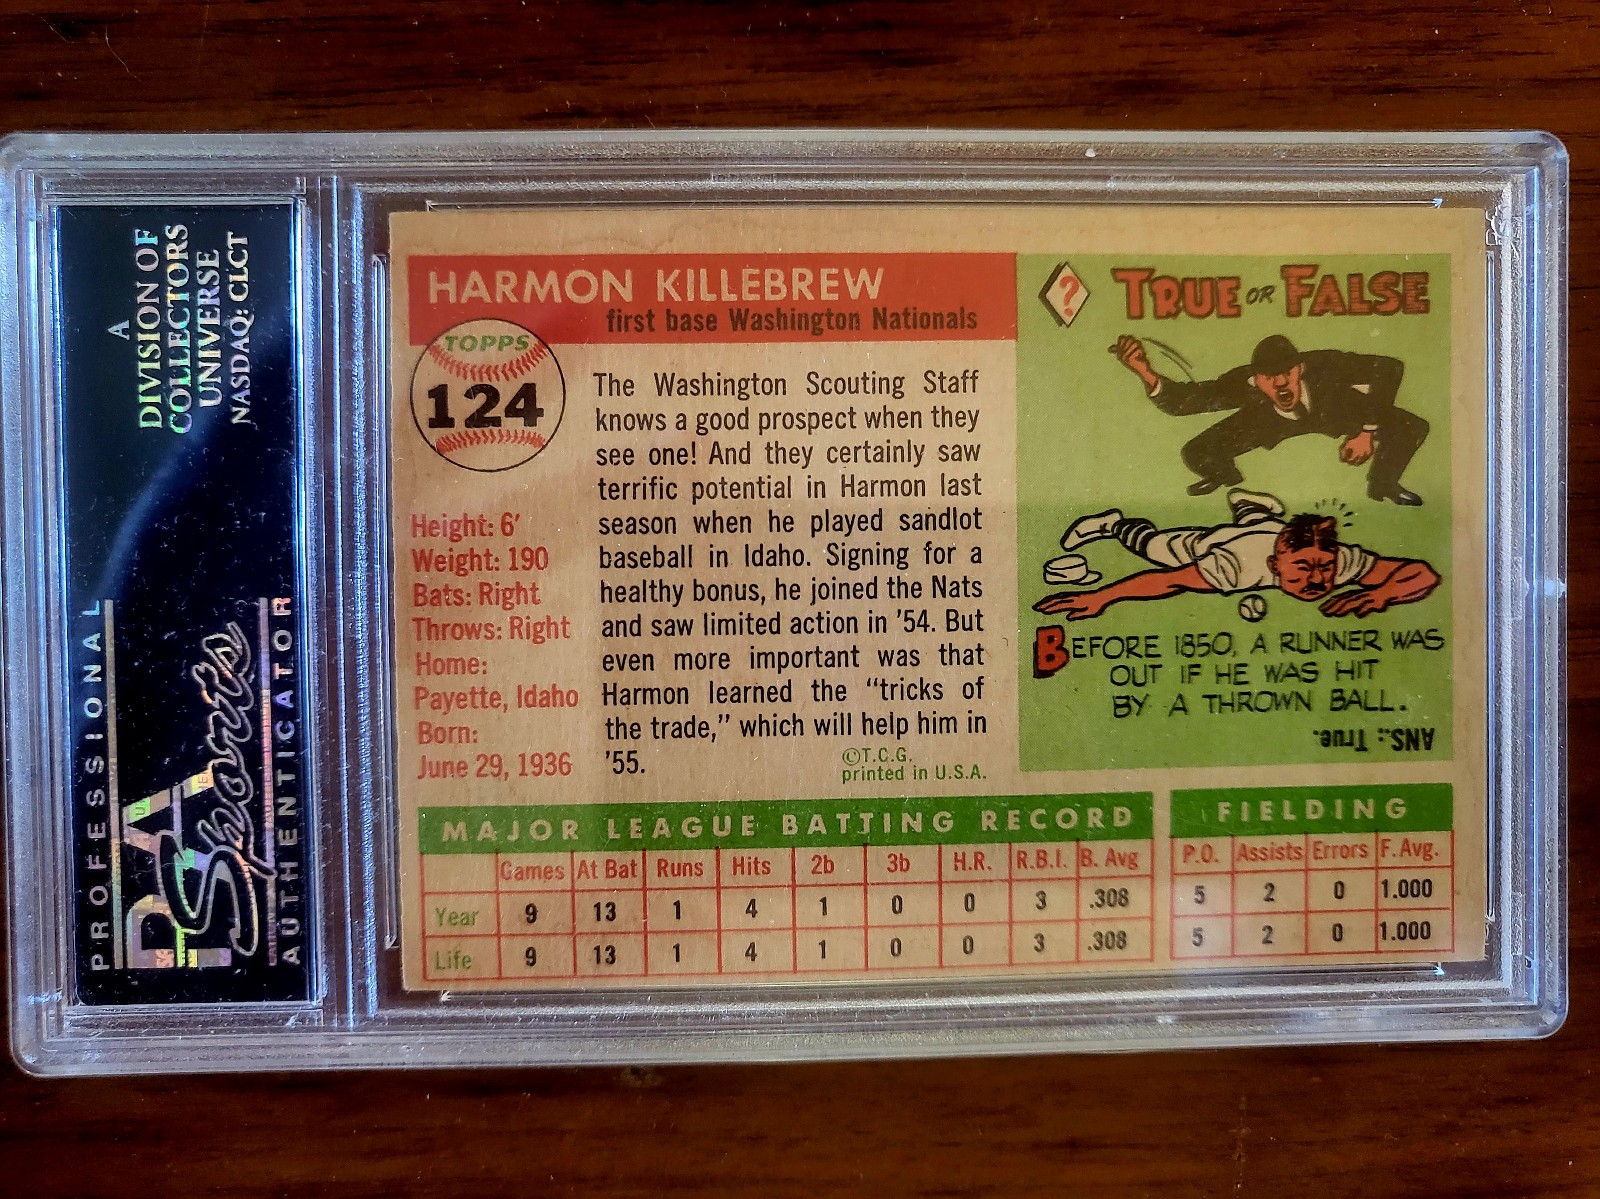 A
DIVISION OF
COLLECTORS
UNIVERSE
NASDAQ: CLCT
PROFESSIONAL
PSA
Sports
AUTHENTICATOR
HARMON KILLEBREW
first base Washington Nationals
TOPPS
124
Height: 6'
Weight: 190
Bats: Right
Throws: Right
Home:
Payette, Idaho
Born:
June 29, 1936
The Washington Scouting Staff
knows a good prospect when they
see one! And they certainly saw
terrific potential in Harmon last
season when he played sandlot
baseball in Idaho. Signing for a
healthy bonus, he joined the Nats
and saw limited action in '54. But
even more important was that
Harmon learned the “tricks of
the trade,” which will help him in
'55.
©T.C.G.
printed in U.S.A.
?
TRUE OR FALSE
BEFORE 1850, A RUNNER WAS
OUT IF HE WAS HIT
BY A THROWN BALL.
ANS.: True.
MAJOR LEAGUE BATTING RECORD
Games At Bat Runs Hits 2b 3b H.R. R.B.I. B. Avg
Year 9 13 1 4 1 0 0 3 .308
Life 9 13 1 4 1 0 0 3 .308
FIELDING
P.O. Assists Errors F. Avg.
5 2 0 1.000
5 2 0 1.000